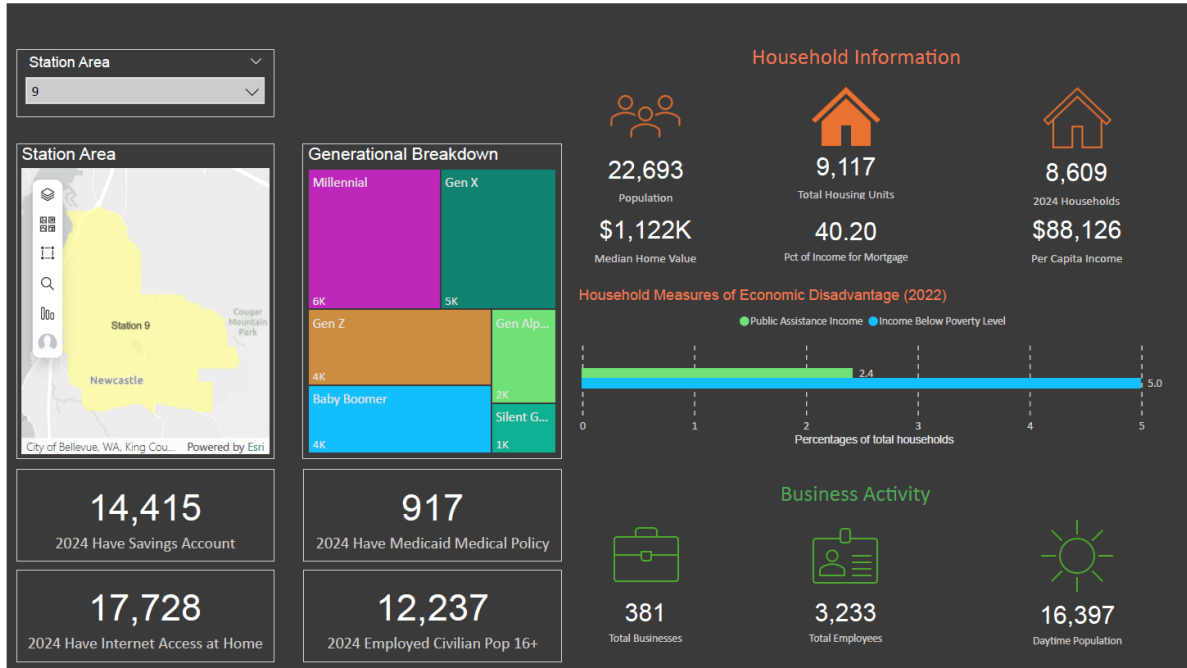 Station Area
9
Station Area
Station 9
Cougar
Mountain
Park
Newcastle
City of Bellevue, WA, King Cou... Powered by Esri
Generational Breakdown
Millennial
6K
Gen X
5K
Gen Z
4K
Gen Alp...
2K
Baby Boomer
4K
Silent G...
1K
14,415
2024 Have Savings Account
917
2024 Have Medicaid Medical Policy
17,728
2024 Have Internet Access at Home
12,237
2024 Employed Civilian Pop 16+
Household Information
22,693
Population
9,117
Total Housing Units
8,609
2024 Households
$1,122K
Median Home Value
40.20
Pct of Income for Mortgage
$88,126
Per Capita Income
Household Measures of Economic Disadvantage (2022)
Public Assistance Income Income Below Poverty Level
2.4
5.0
0 1 2 3 4 5
Percentages of total households
Business Activity
381
Total Businesses
3,233
Total Employees
16,397
Daytime Population